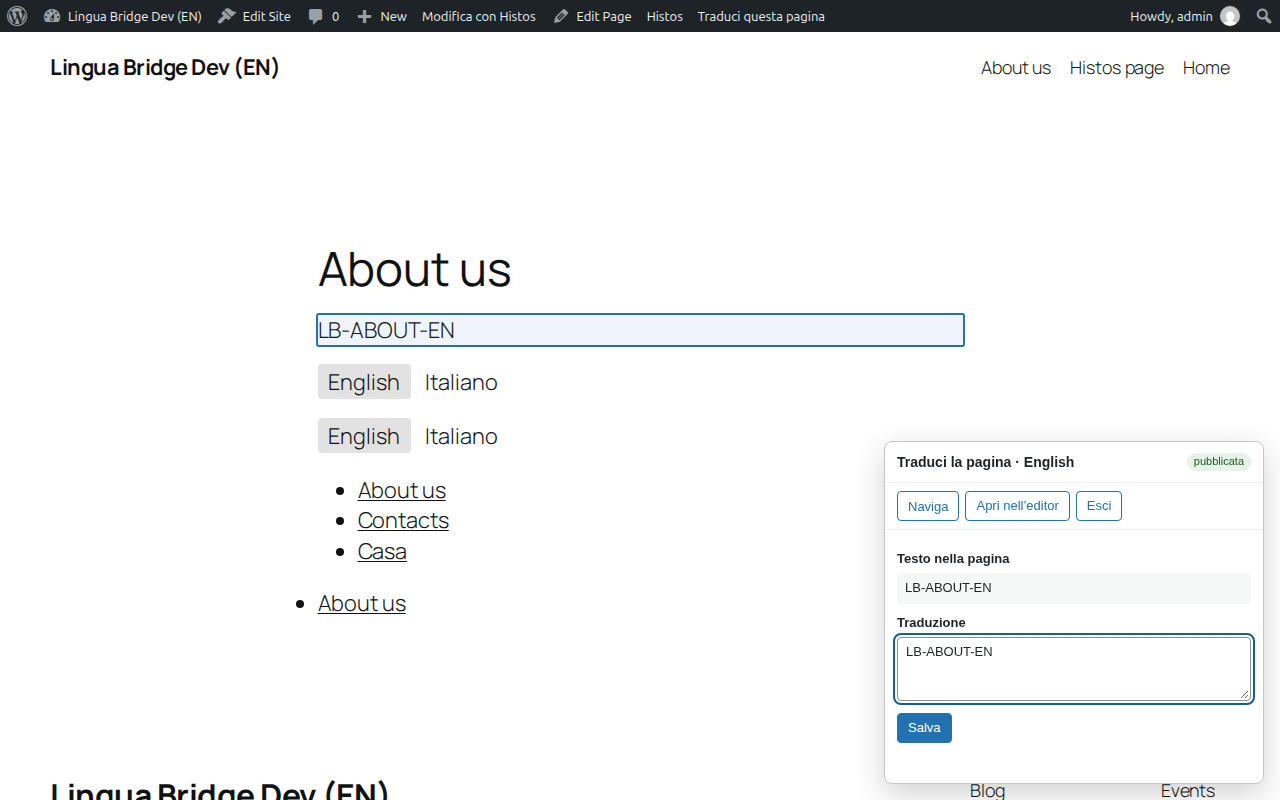 Lingua Bridge Dev (EN) Edit Site 0 New Modifica con Histos Edit Page Histos Traduci questa pagina Howdy, admin
Lingua Bridge Dev (EN) About us Histos page Home
About us
LB-ABOUT-EN
English Italiano
English Italiano
About us
Contacts
Casa
About us
Traduci la pagina · English pubblicata
Naviga Apri nell'editor Esci
Testo nella pagina
LB-ABOUT-EN
Traduzione
LB-ABOUT-EN
Salva
Lingua Bridge Dev (EN) Blog Events